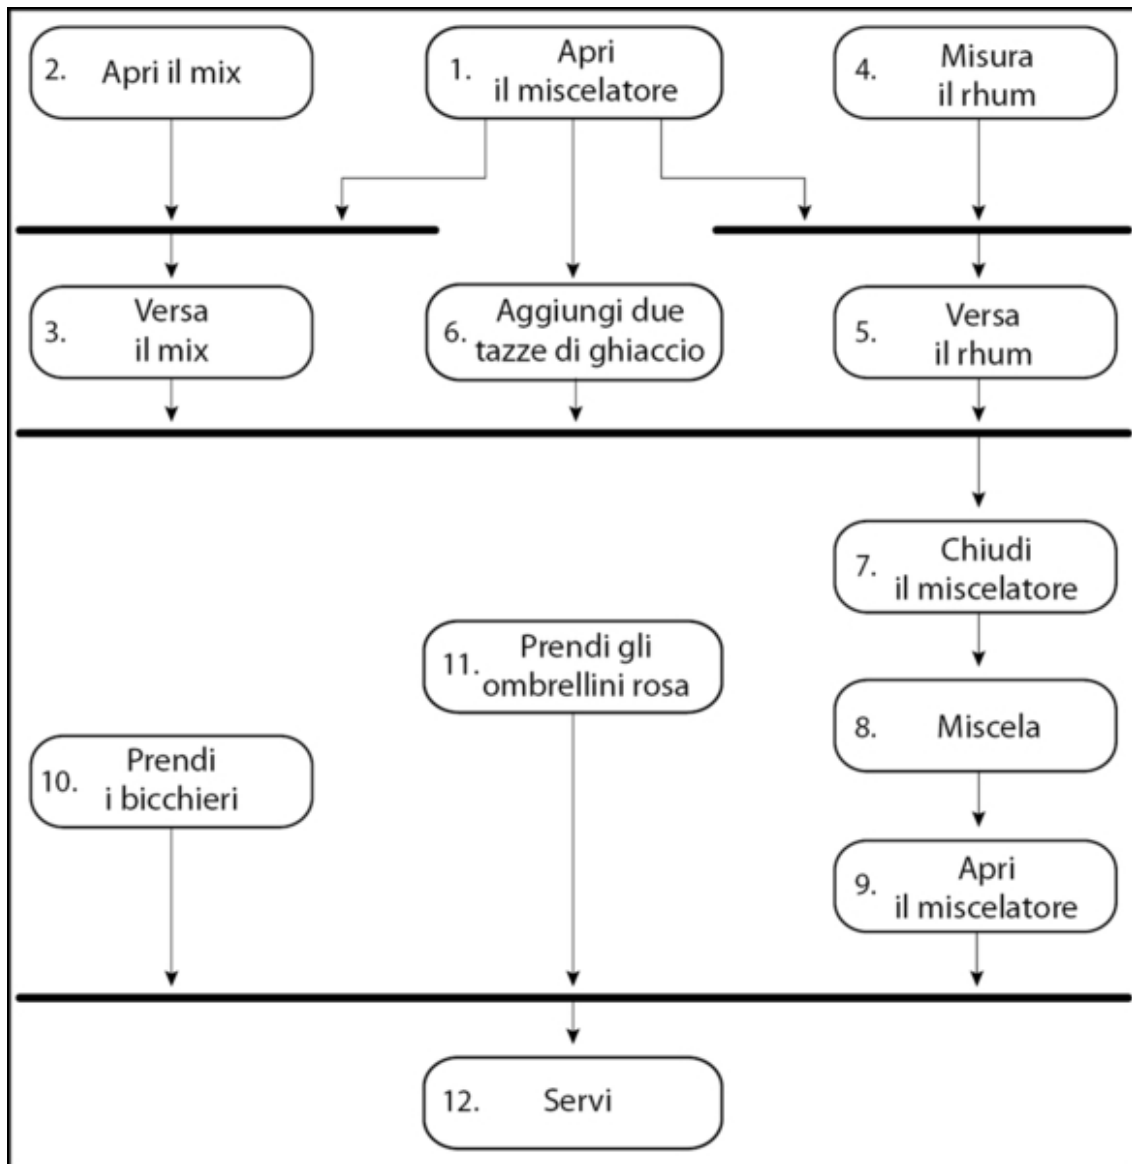 2. Apri il mix
1. Apri
il miscelatore
4. Misura
il rhum
3. Versa
il mix
6. Aggiungi due
tazze di ghiaccio
5. Versa
il rhum
7. Chiudi
il miscelatore
11. Prendi gli
ombrellini rosa
8. Miscela
10. Prendi
i bicchieri
9. Apri
il miscelatore
12. Servi